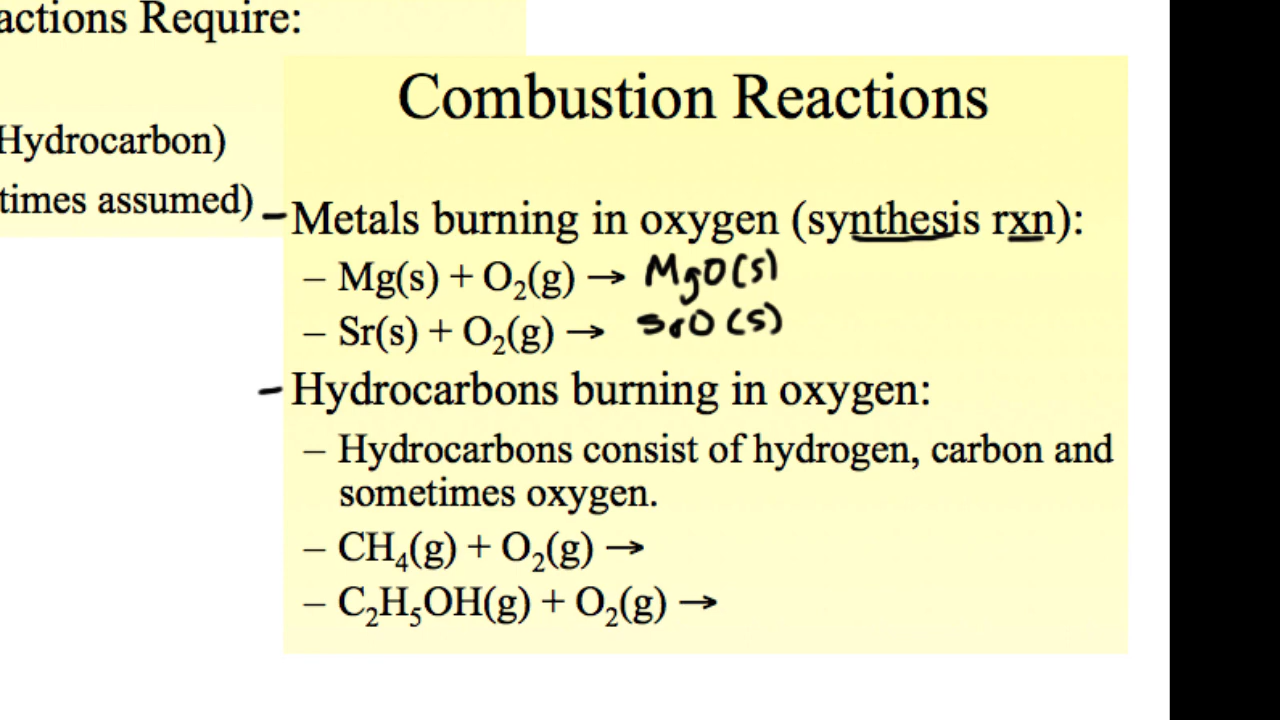 actions Require:
Hydrocarbon)
times assumed)
Combustion Reactions
– Metals burning in oxygen (synthesis rxn):
– Mg(s) + O₂(g) → MgO(s)
– Sr(s) + O₂(g) → SrO(s)
– Hydrocarbons burning in oxygen:
– Hydrocarbons consist of hydrogen, carbon and
sometimes oxygen.
– CH₄(g) + O₂(g) →
– C₂H₅OH(g) + O₂(g) →